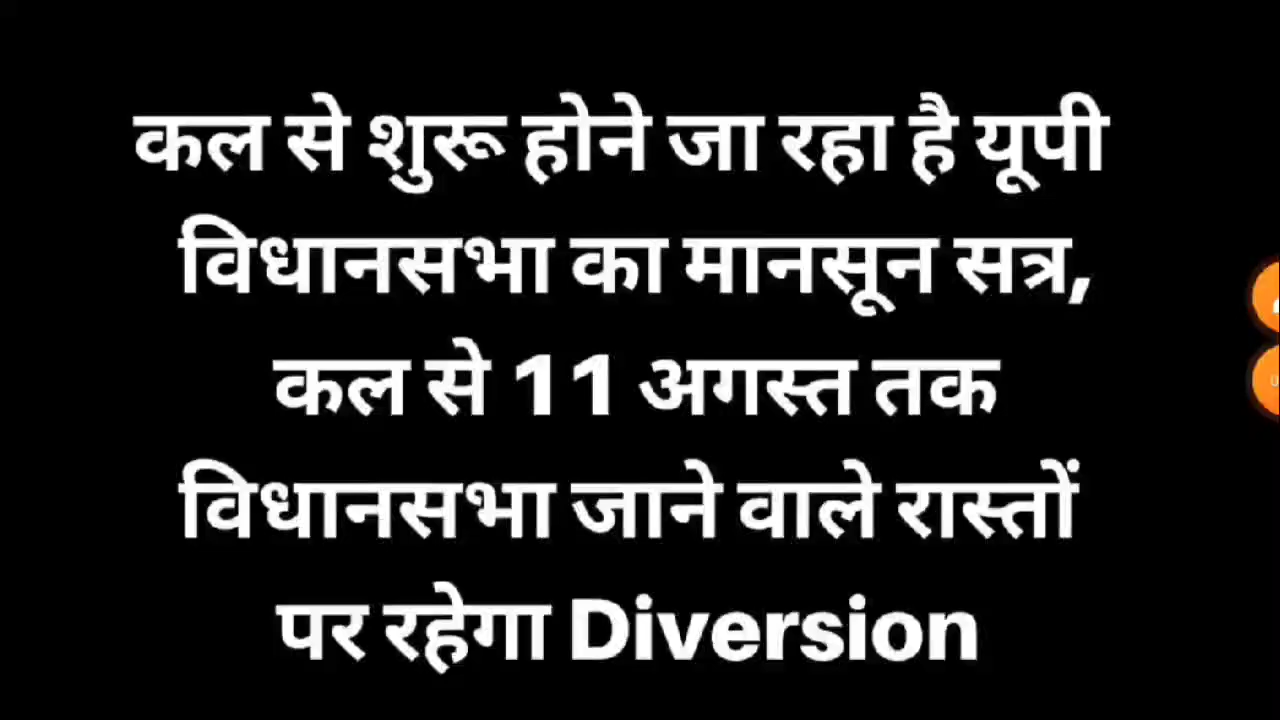 कल से शुरू होने जा रहा है यूपी
विधानसभा का मानसून सत्र,
कल से 11 अगस्त तक
विधानसभा जाने वाले रास्तों
पर रहेगा Diversion